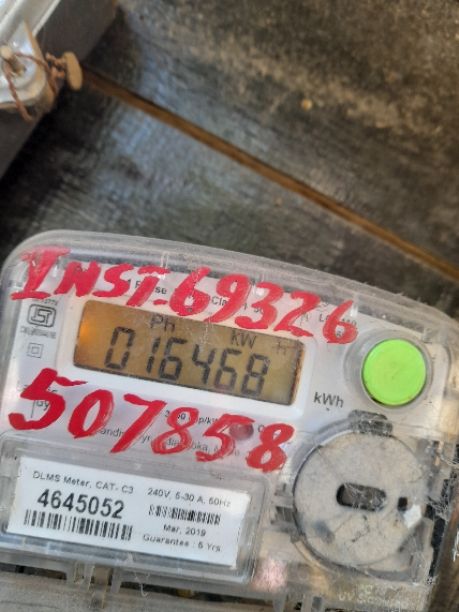 INST.69326
Ph kW h
016468
kWh
507858
DLMS Meter, CAT- C3
4645052
240V, 5-30 A, 50Hz
Mar, 2019
Guarantee : 5 Yrs